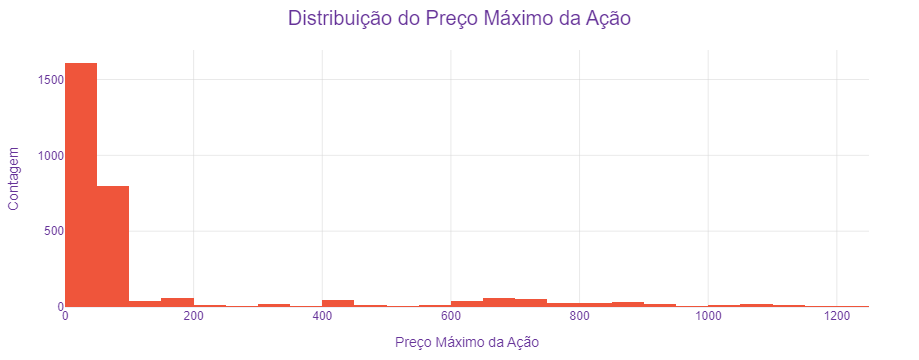 Distribuição do Preço Máximo da Ação
Contagem
1500
1000
500
0
0 200 400 600 800 1000 1200
Preço Máximo da Ação